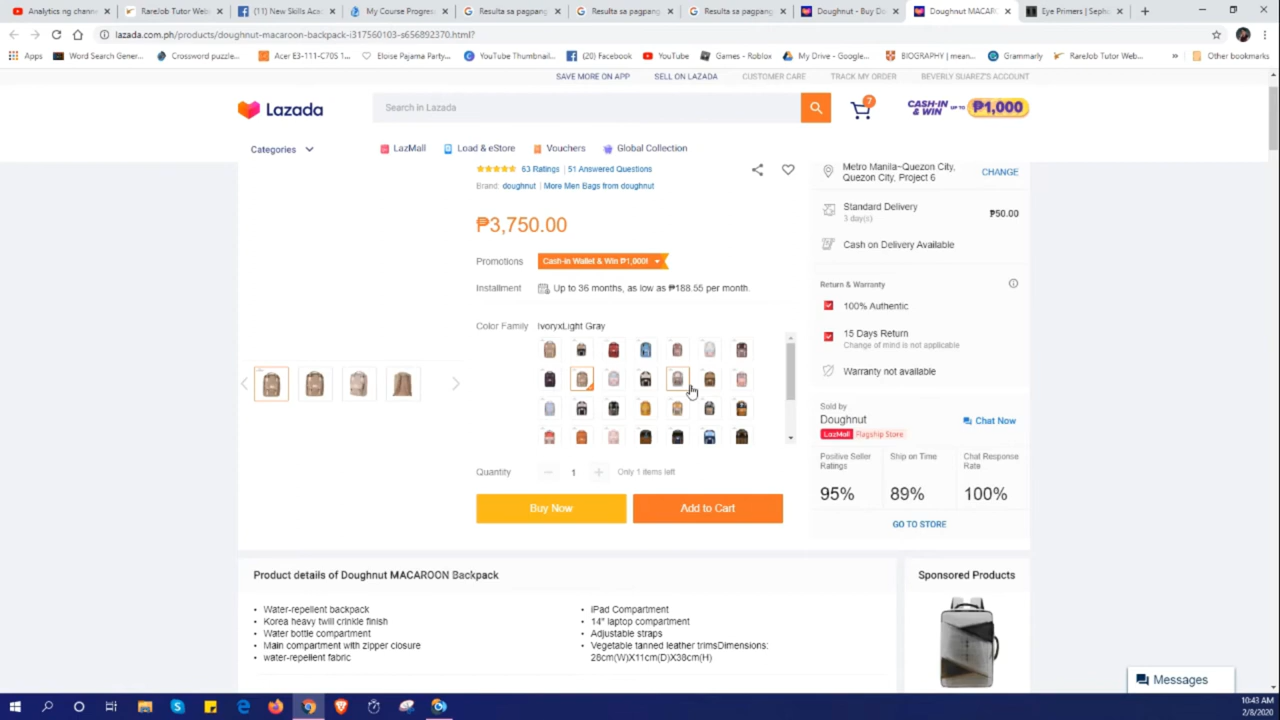 Analytics of channe
RareJob Tutor Web
(11) New Skills Aca
My Course Progres
Resulta sa pagpang
Resulta sa pagpang
Resulta sa pagpang
Doughnut - Buy Do
Doughnut MACARO
Eye Primers | Seph
lazada.com.ph/products/doughnut-macaroon-backpack-i317560103-s656892370.html?
Apps
Word Search Gener...
Crossword puzzle...
Acer E3-111-C705 1...
Eloise Pajama Party...
YouTube Thumbnail...
(20) Facebook
YouTube
Games - Roblox
My Drive - Google...
BIOGRAPHY | mean...
Grammarly
RareJob Tutor Web...
Other bookmarks
SAVE MORE ON APP
SELL ON LAZADA
CUSTOMER CARE
TRACK MY ORDER
BEVERLY SUAREZ'S ACCOUNT
Lazada
Search in Lazada
7
CASH-IN & WIN UP TO ₱1,000
Categories
LazMall
Load & eStore
Vouchers
Global Collection
63 Ratings
51 Answered Questions
Brand: doughnut | More Men Bags from doughnut
₱3,750.00
Promotions
Cash-in Wallet & Win ₱1,000!
Installment
Up to 36 months, as low as ₱188.55 per month.
Color Family
IvoryxLight Gray
Quantity
1
Only 1 items left
Buy Now
Add to Cart
Metro Manila~Quezon City,
Quezon City, Project 6
CHANGE
Standard Delivery
3 day(s)
₱50.00
Cash on Delivery Available
Return & Warranty
100% Authentic
15 Days Return
Change of mind is not applicable
Warranty not available
Sold by
Doughnut
LazMall Flagship Store
Chat Now
Positive Seller Ratings
95%
Ship on Time
89%
Chat Response Rate
100%
GO TO STORE
Product details of Doughnut MACAROON Backpack
Water-repellent backpack
Korea heavy twill crinkle finish
Water bottle compartment
Main compartment with zipper closure
water-repellent fabric
iPad Compartment
14" laptop compartment
Adjustable straps
Vegetable tanned leather trimsDimensions:
28cm(W)X11cm(D)X38cm(H)
Sponsored Products
Messages
10:43 AM
2/8/2020